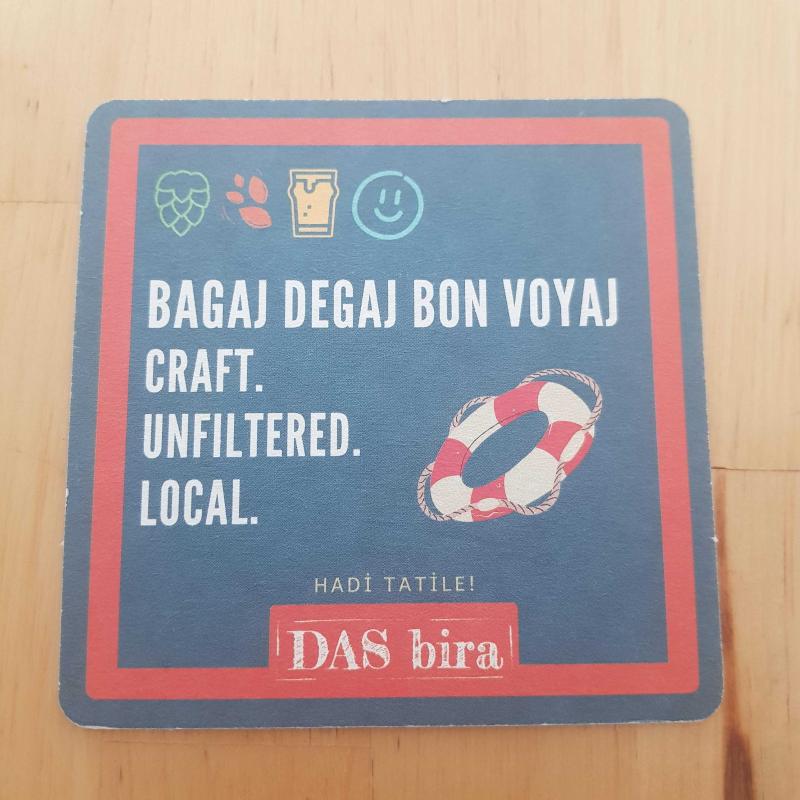 BAGAJ DEGAJ BON VOYAJ
CRAFT.
UNFILTERED.
LOCAL.
HADİ TATİLE!
DAS bira